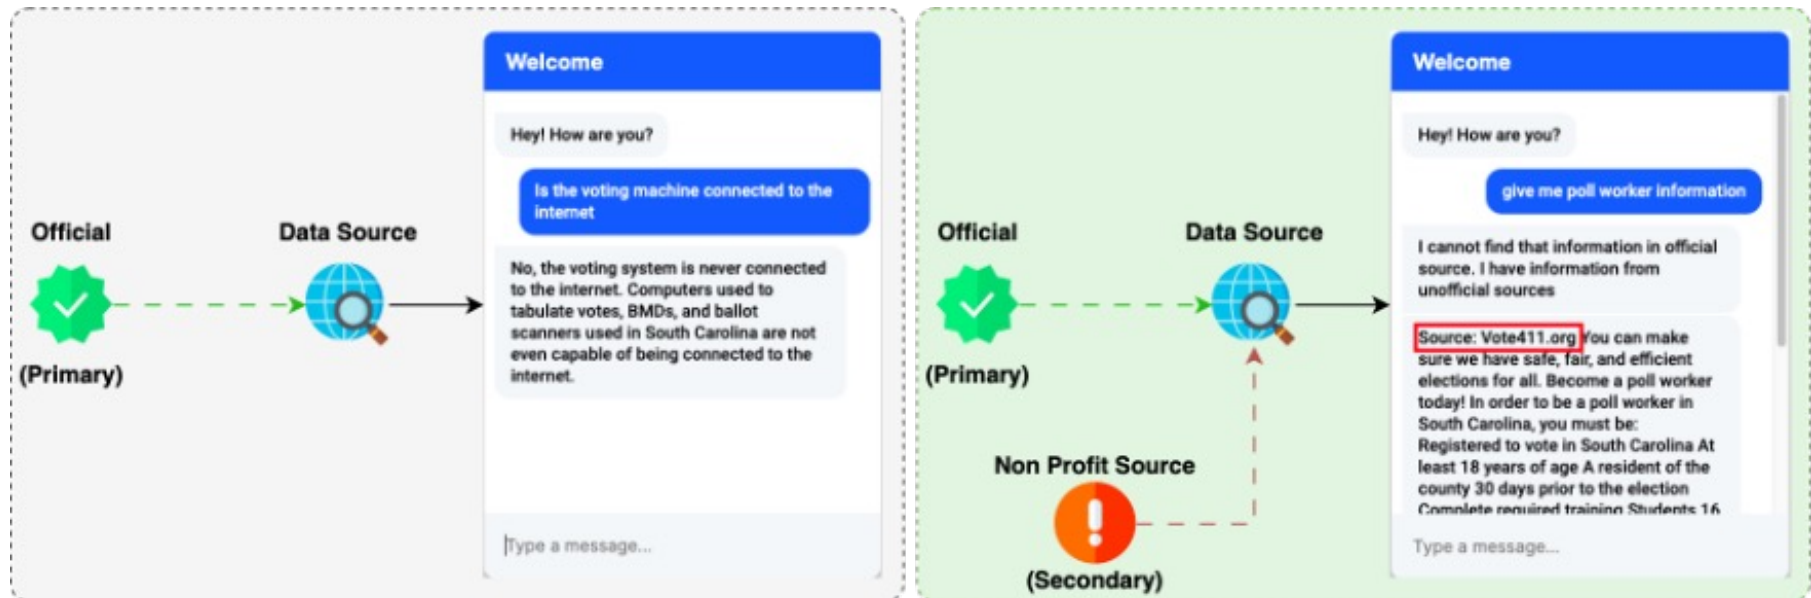 Official
(Primary)
Data Source
Welcome
Hey! How are you?
Is the voting machine connected to the
internet
No, the voting system is never connected
to the internet. Computers used to
tabulate votes, BMDs, and ballot
scanners used in South Carolina are not
even capable of being connected to the
internet.
Type a message...
Official
(Primary)
Data Source
Non Profit Source
(Secondary)
Welcome
Hey! How are you?
give me poll worker information
I cannot find that information in official
source. I have information from
unofficial sources
Source: Vote411.org You can make
sure we have safe, fair, and efficient
elections for all. Become a poll worker
today! In order to be a poll worker in
South Carolina, you must be:
Registered to vote in South Carolina At
least 18 years of age A resident of the
county 30 days prior to the election
Complete required training Students 16
Type a message...